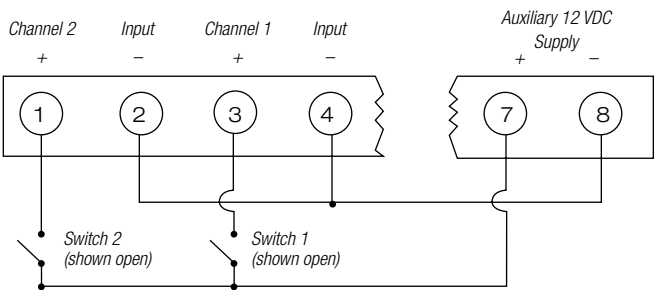 Channel 2 Input Channel 1 Input Auxiliary 12 VDC
Supply
+ − + − + −
1 2 3 4 7 8
Switch 2 Switch 1
(shown open) (shown open)